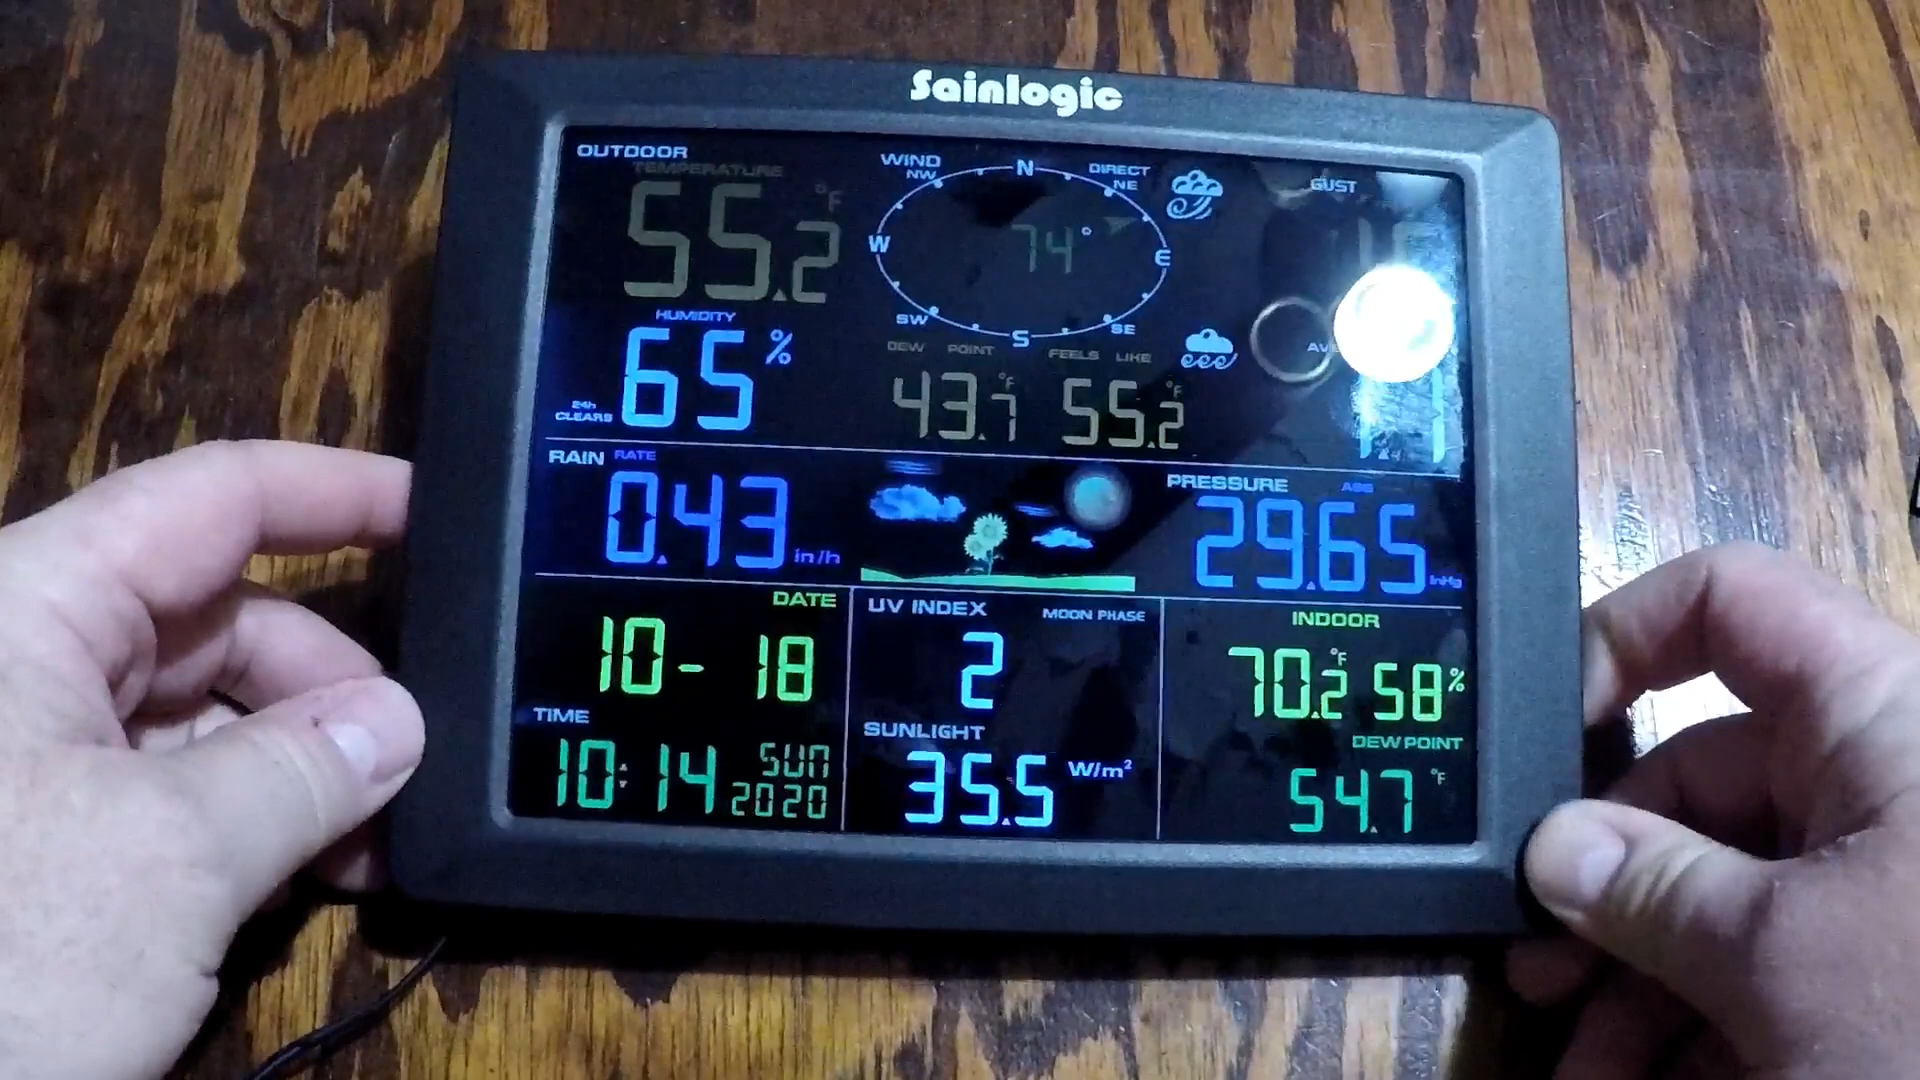 Sainlogic
OUTDOOR
TEMPERATURE
55.2 °F
HUMIDITY
65 %
24h
CLEARS
WIND DIRECT
N
NW NE
W 74° E
SW SE
S
DEW POINT
43.7 °F
FEELS LIKE
55.2 °F
GUST
RAIN RATE
0.43 in/h
PRESSURE ABS
29.65 inHg
DATE
10-18
TIME
10:14 SUN
2020
UV INDEX
2
MOON PHASE
SUNLIGHT
35.5 W/m²
INDOOR
70.2 °F 58%
DEW POINT
54.7 °F